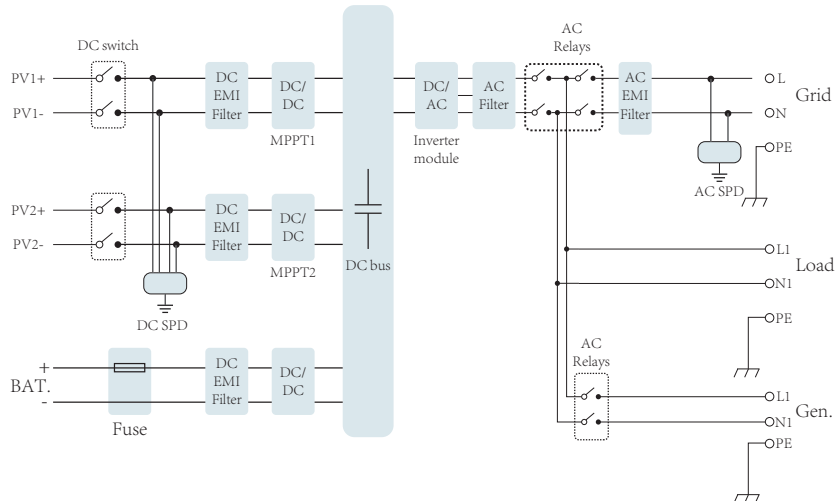 DC switch
PV1+
PV1-
DC
EMI
Filter
DC/
DC
MPPT1
DC/
AC
Inverter
module
AC
Filter
AC
Relays
AC
EMI
Filter
L
N
Grid
PE
AC SPD
PV2+
PV2-
DC
EMI
Filter
DC/
DC
MPPT2
DC bus
DC SPD
L1
Load
N1
PE
+
BAT.
-
Fuse
DC
EMI
Filter
DC/
DC
AC
Relays
L1
Gen.
N1
PE